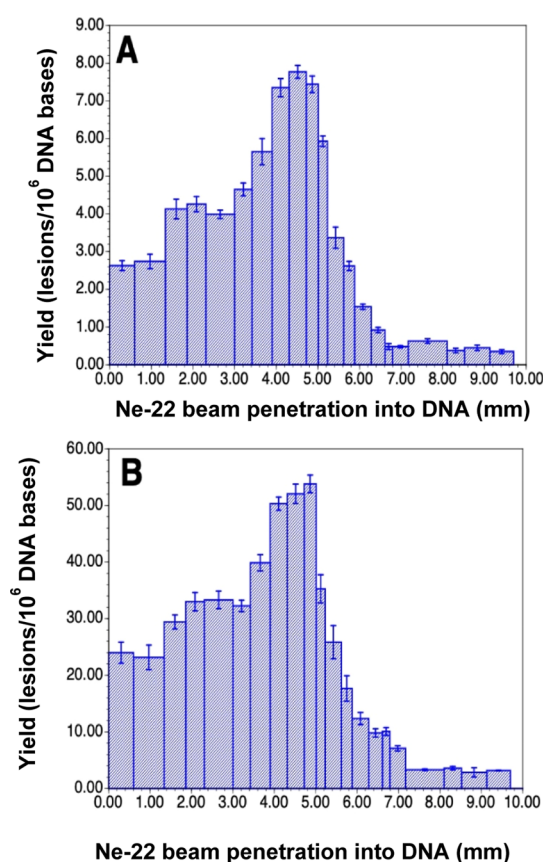 A
Yield (lesions/10⁶ DNA bases)
9.00
8.00
7.00
6.00
5.00
4.00
3.00
2.00
1.00
0.00
0.00 1.00 2.00 3.00 4.00 5.00 6.00 7.00 8.00 9.00 10.00
Ne-22 beam penetration into DNA (mm)
B
Yield (lesions/10⁶ DNA bases)
60.00
50.00
40.00
30.00
20.00
10.00
0.00
0.00 1.00 2.00 3.00 4.00 5.00 6.00 7.00 8.00 9.00 10.00
Ne-22 beam penetration into DNA (mm)